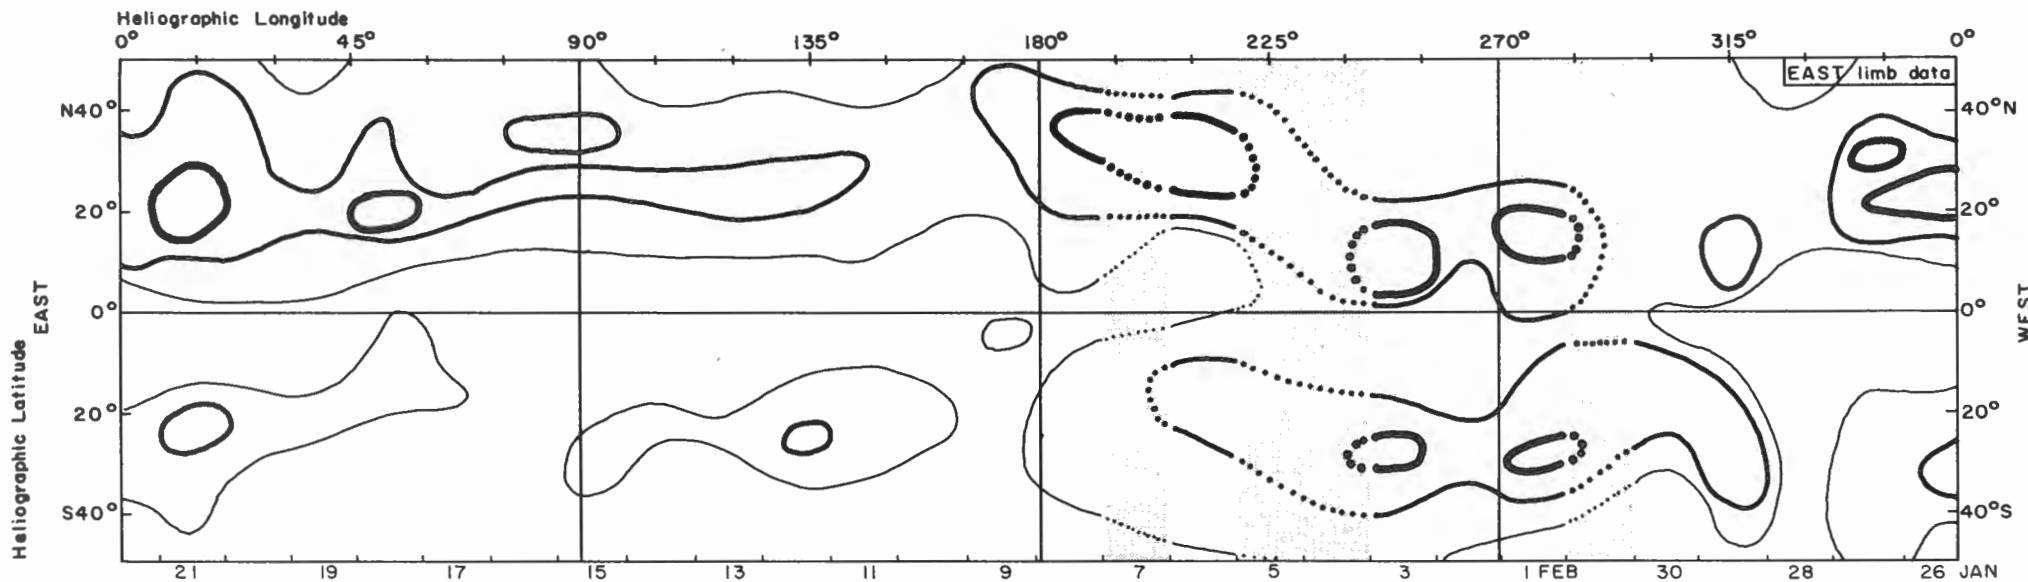 Heliographic Longitude
0° 45° 90° 135° 180° 225° 270° 315° 0°
EAST limb data
N40° 40°N
20° 20°
EAST 0° 0° WEST
Heliographic Latitude
20° 20°
S40° 40°S
21 19 17 15 13 11 9 7 5 3 1 FEB 30 28 26 JAN